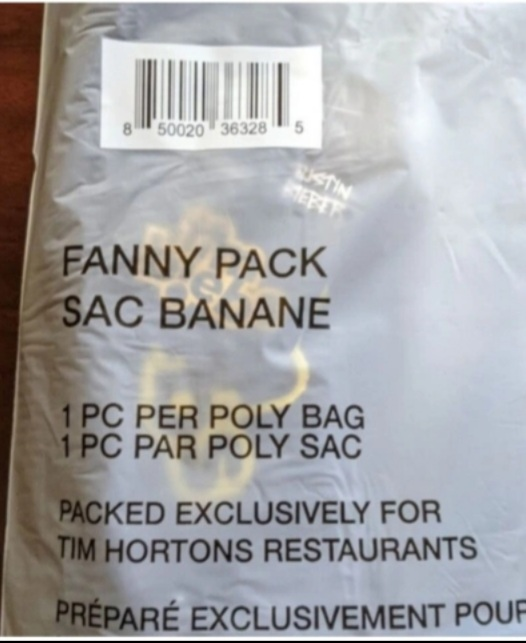 8 50020 36328 5
FANNY PACK
SAC BANANE
1 PC PER POLY BAG
1 PC PAR POLY SAC
PACKED EXCLUSIVELY FOR
TIM HORTONS RESTAURANTS
PRÉPARÉ EXCLUSIVEMENT POUR